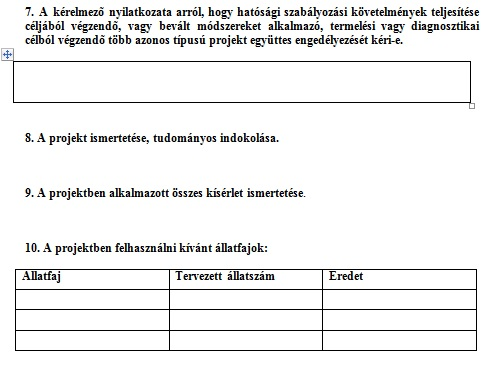 7. A kérelmező nyilatkozata arról, hogy hatósági szabályozási követelmények teljesítése
céljából végzendő, vagy bevált módszereket alkalmazó, termelési vagy diagnosztikai
célból végzendő több azonos típusú projekt együttes engedélyezését kéri-e.
8. A projekt ismertetése, tudományos indokolása.
9. A projektben alkalmazott összes kísérlet ismertetése.
10. A projektben felhasználni kívánt állatfajok:
Állatfaj Tervezett állatszám Eredet